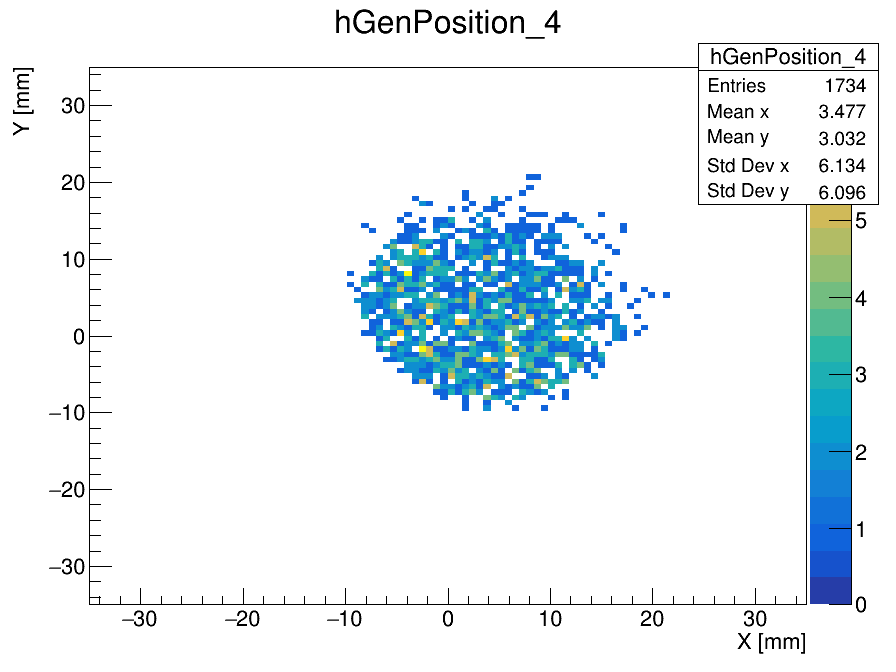 hGenPosition_4
hGenPosition_4
Entries 1734
Mean x 3.477
Mean y 3.032
Std Dev x 6.134
Std Dev y 6.096
Y [mm]
30
20
10
0
−10
−20
−30
−30 −20 −10 0 10 20 30
X [mm]
5
4
3
2
1
0